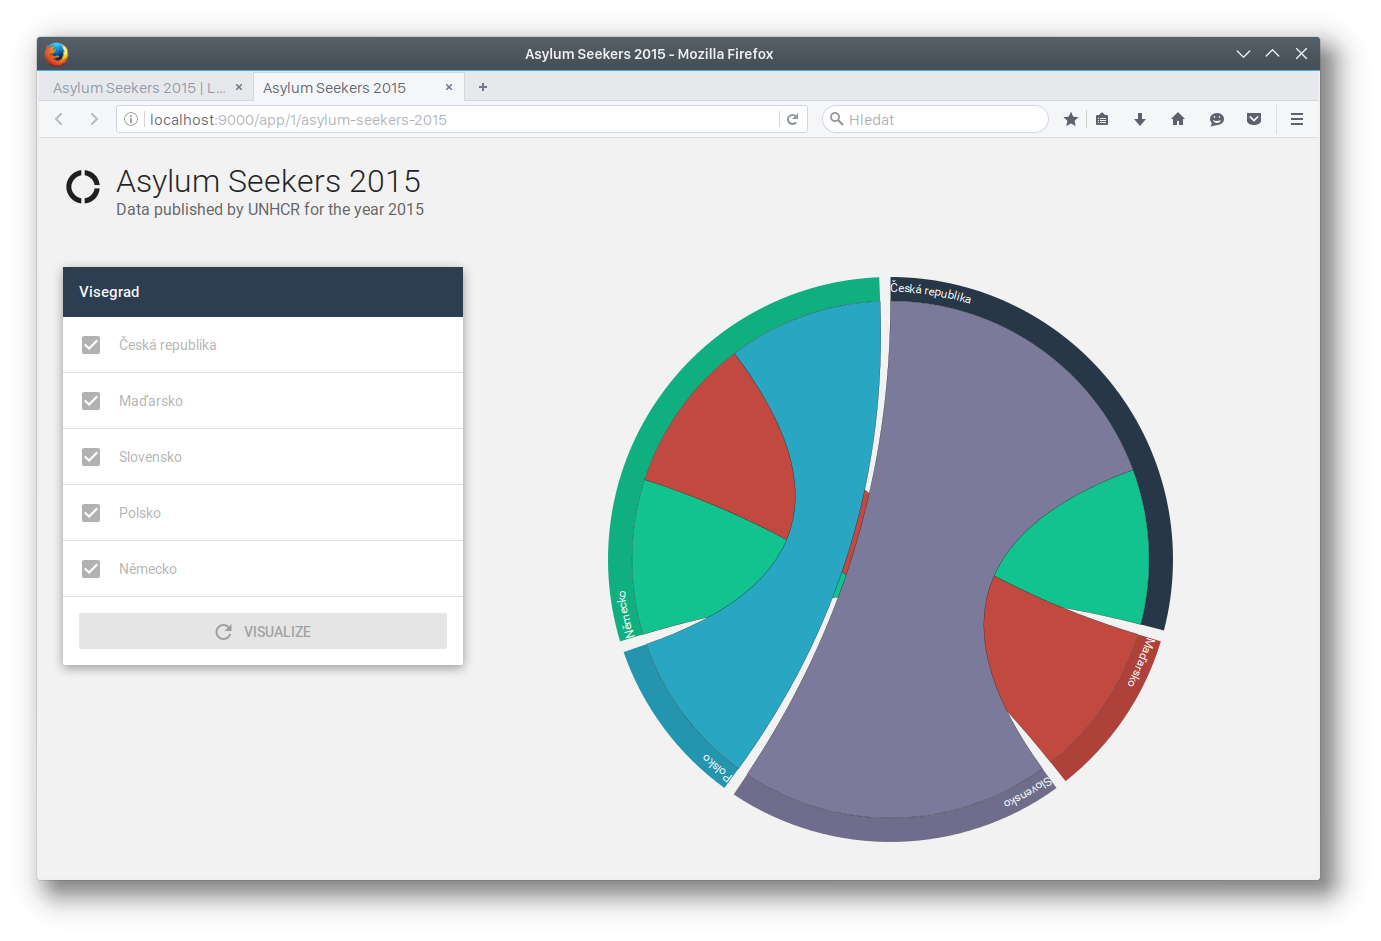 Asylum Seekers 2015 - Mozilla Firefox
Asylum Seekers 2015 | L...
Asylum Seekers 2015
localhost:9000/app/1/asylum-seekers-2015
Hledat
Asylum Seekers 2015
Data published by UNHCR for the year 2015
Visegrad
Česká republika
Maďarsko
Slovensko
Polsko
Německo
VISUALIZE
Česká republika
Maďarsko
Slovensko
Polsko
Německo